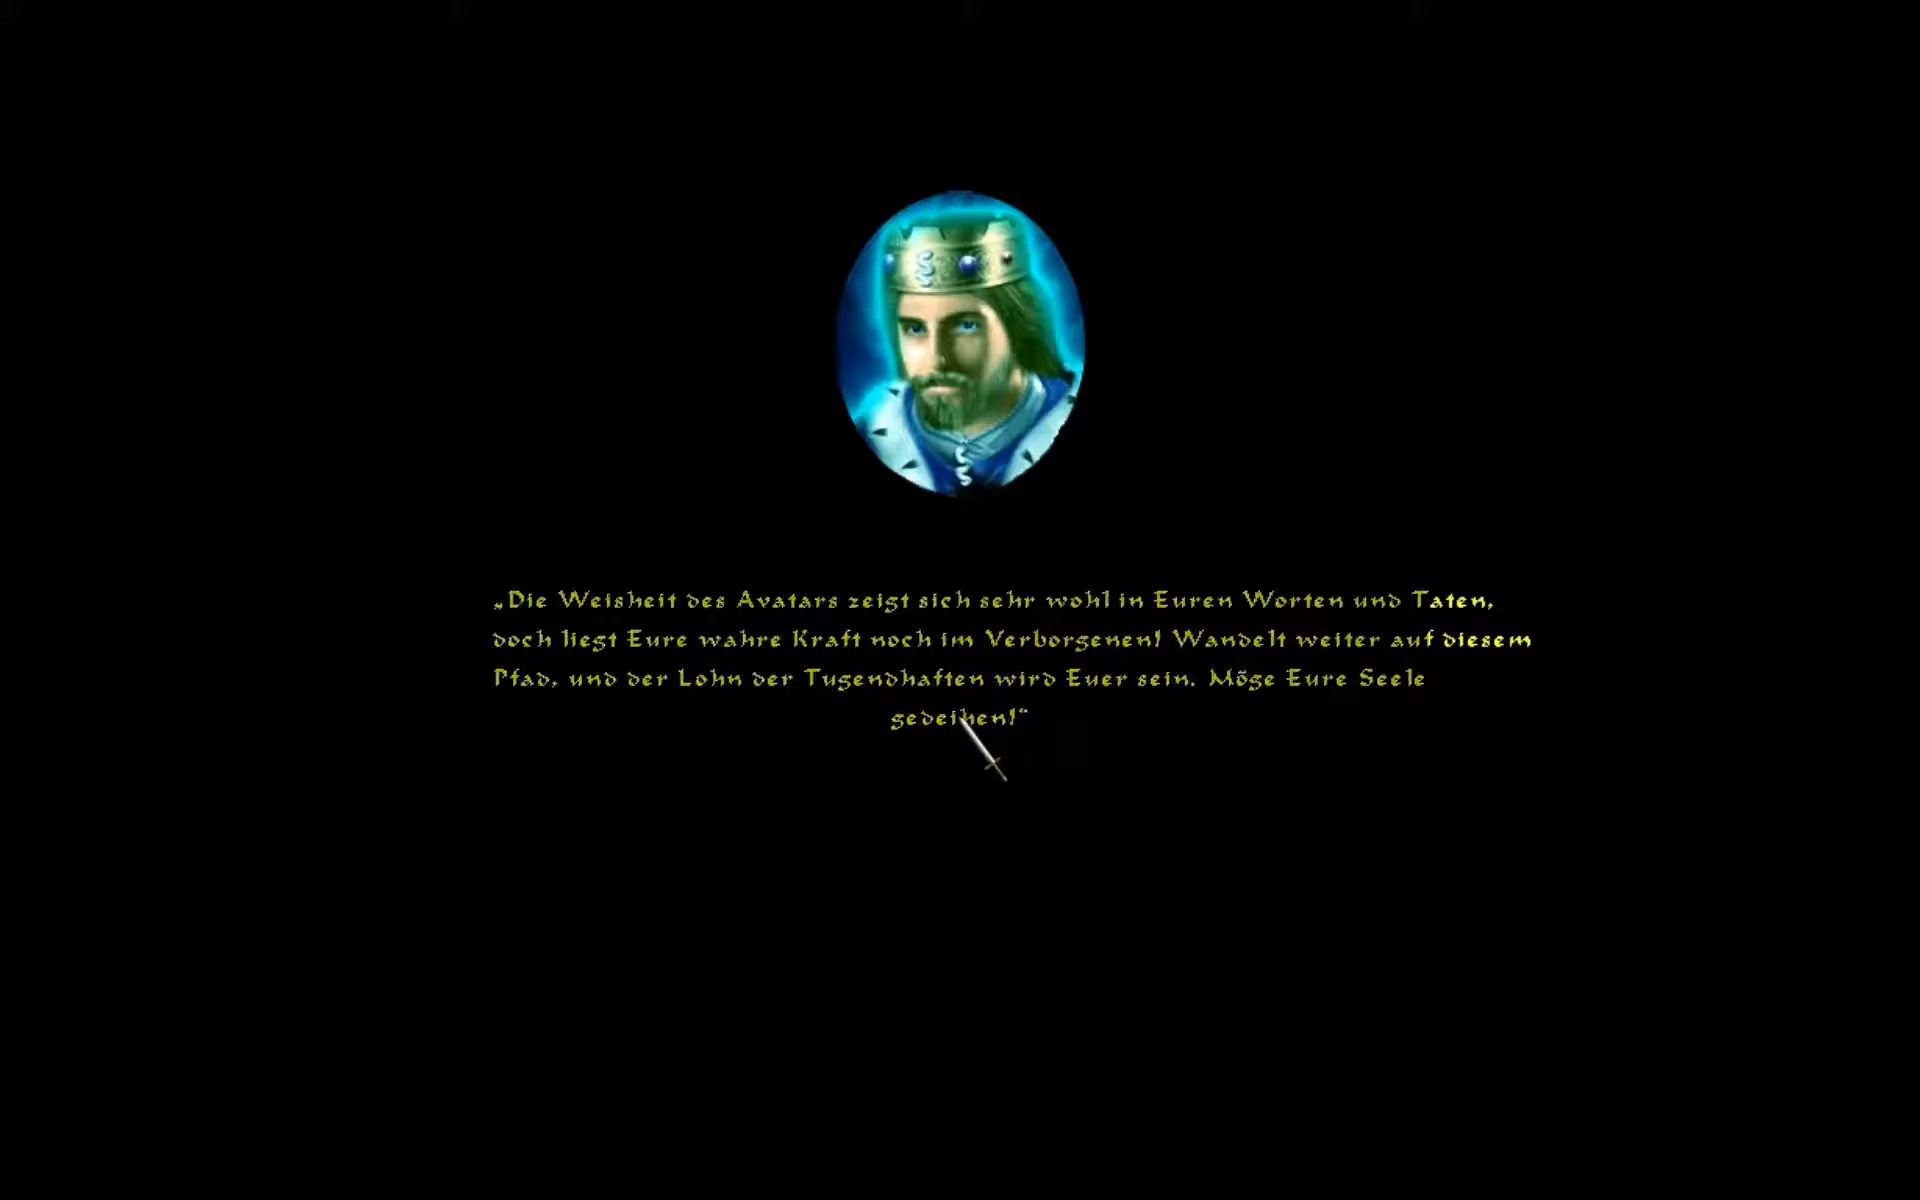 „Die Weisheit des Avatars zeigt sich sehr wohl in Euren Worten und Taten,
doch liegt Eure wahre Kraft noch im Verborgenen! Wandelt weiter auf diesem
Pfad, und der Lohn der Tugendhaften wird Euer sein. Möge Eure Seele
gedeihen!“